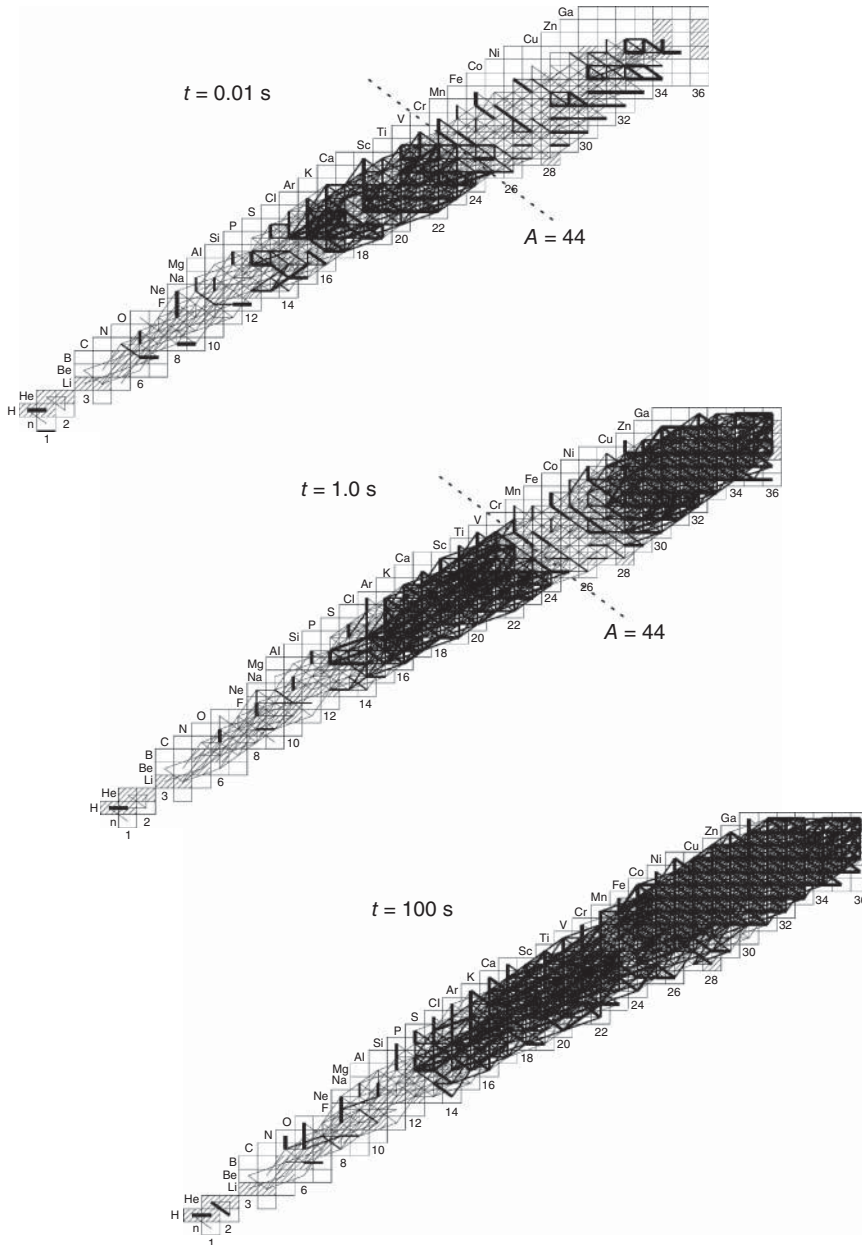 t = 0.01 s
Ga
Zn
Cu
Ni
Co
Fe
Mn
Cr
V
Ti
Sc
Ca
K
Ar
Cl
S
P
Si
Al
Mg
Na
Ne
F
O
N
C
B
Be
Li
He
H
n
1
2
3
6
8
10
12
14
16
18
20
22
24
26
28
30
32
34
36
A = 44
t = 1.0 s
Ga
Zn
Cu
Ni
Co
Fe
Mn
Cr
V
Ti
Sc
Ca
K
Ar
Cl
S
P
Si
Al
Mg
Na
Ne
F
O
N
C
B
Be
Li
He
H
n
1
2
3
6
8
10
12
14
16
18
20
22
24
26
28
30
32
34
36
A = 44
t = 100 s
Ga
Zn
Cu
Ni
Co
Fe
Mn
Cr
V
Ti
Sc
Ca
K
Ar
Cl
S
P
Si
Al
Mg
Na
Ne
F
O
N
C
B
Be
Li
He
H
n
1
2
3
6
8
10
12
14
16
18
20
22
24
26
28
30
32
34
36